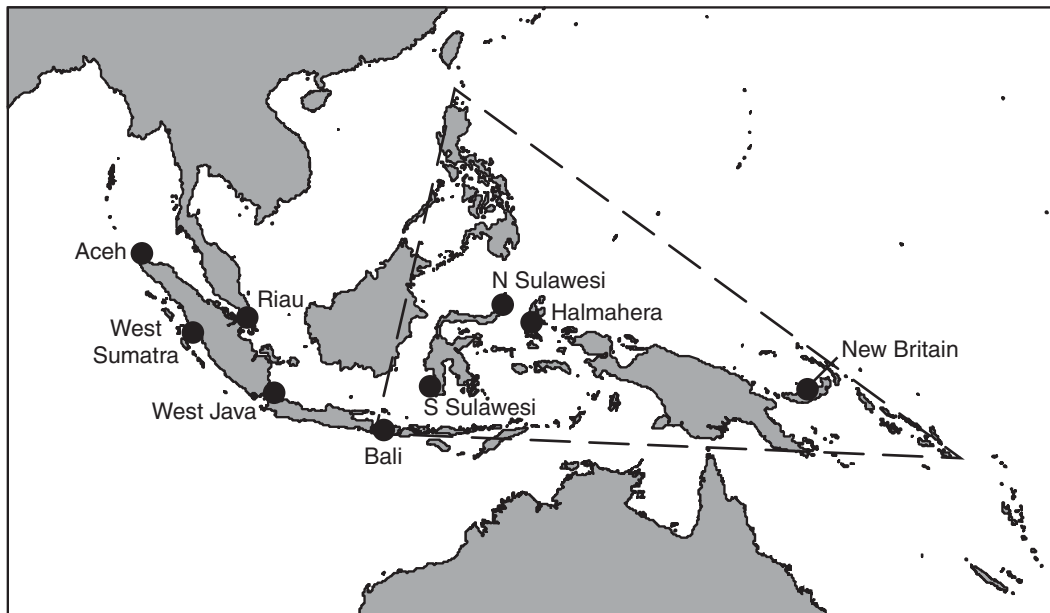 Aceh
N Sulawesi
Riau
Halmahera
West
Sumatra
New Britain
West Java
S Sulawesi
Bali